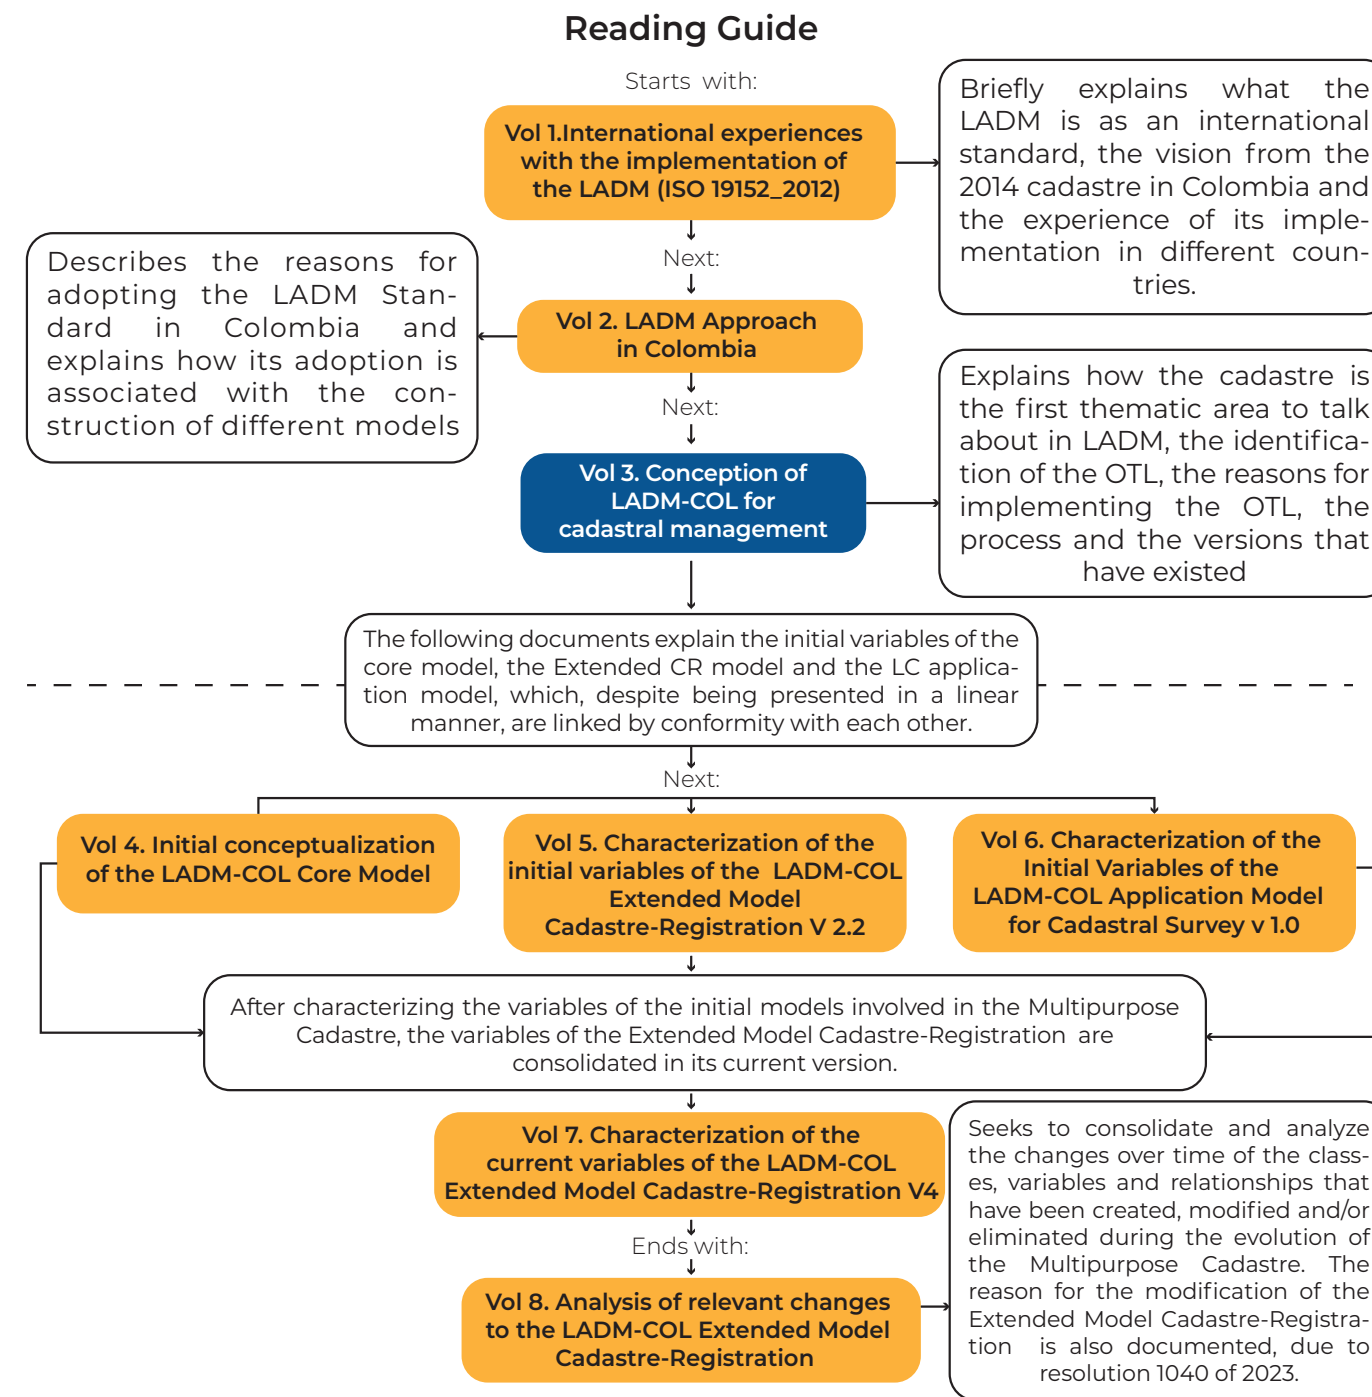 Reading Guide
Starts with:
Vol 1.International experiences
with the implementation of
the LADM (ISO 19152_2012)
Briefly explains what the
LADM is as an international
standard, the vision from the
2014 cadastre in Colombia and
the experience of its imple-
mentation in different coun-
tries.
Next:
Describes the reasons for
adopting the LADM Stan-
dard in Colombia and
explains how its adoption is
associated with the con-
struction of different models
Vol 2. LADM Approach
in Colombia
Next:
Explains how the cadastre is
the first thematic area to talk
about in LADM, the identifica-
tion of the OTL, the reasons for
implementing the OTL, the
process and the versions that
have existed
Vol 3. Conception of
LADM-COL for
cadastral management
The following documents explain the initial variables of the
core model, the Extended CR model and the LC applica-
tion model, which, despite being presented in a linear
manner, are linked by conformity with each other.
Next:
Vol 4. Initial conceptualization
of the LADM-COL Core Model
Vol 5. Characterization of the
initial variables of the LADM-COL
Extended Model
Cadastre-Registration V 2.2
Vol 6. Characterization of the
Initial Variables of the
LADM-COL Application Model
for Cadastral Survey v 1.0
After characterizing the variables of the initial models involved in the Multipurpose
Cadastre, the variables of the Extended Model Cadastre-Registration are
consolidated in its current version.
Vol 7. Characterization of the
current variables of the LADM-COL
Extended Model Cadastre-Registration V4
Ends with:
Vol 8. Analysis of relevant changes
to the LADM-COL Extended Model
Cadastre-Registration
Seeks to consolidate and analyze
the changes over time of the class-
es, variables and relationships that
have been created, modified and/or
eliminated during the evolution of
the Multipurpose Cadastre. The
reason for the modification of the
Extended Model Cadastre-Registra-
tion is also documented, due to
resolution 1040 of 2023.